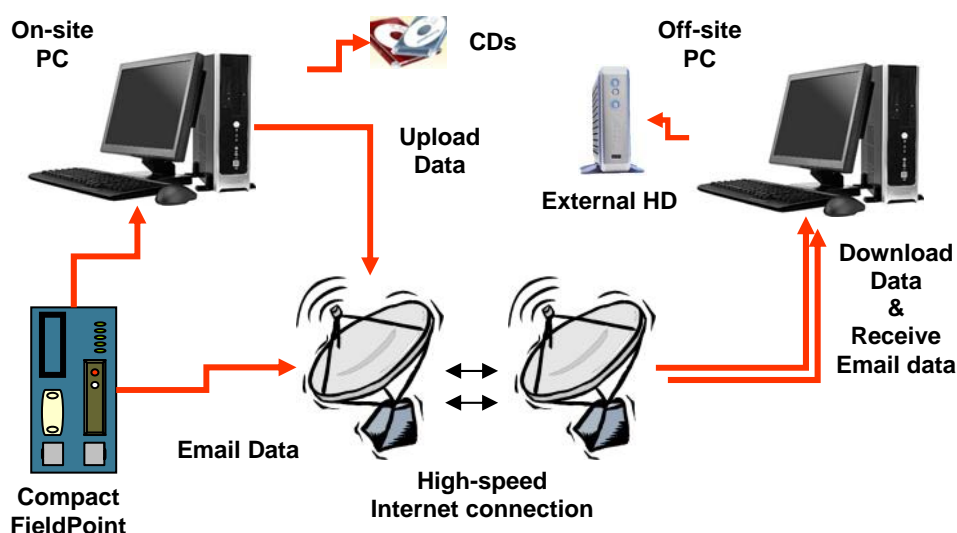 On-site
PC
CDs
Off-site
PC
Upload
Data
External HD
Download
Data
&
Receive
Email data
Email Data
High-speed
Internet connection
Compact
FieldPoint